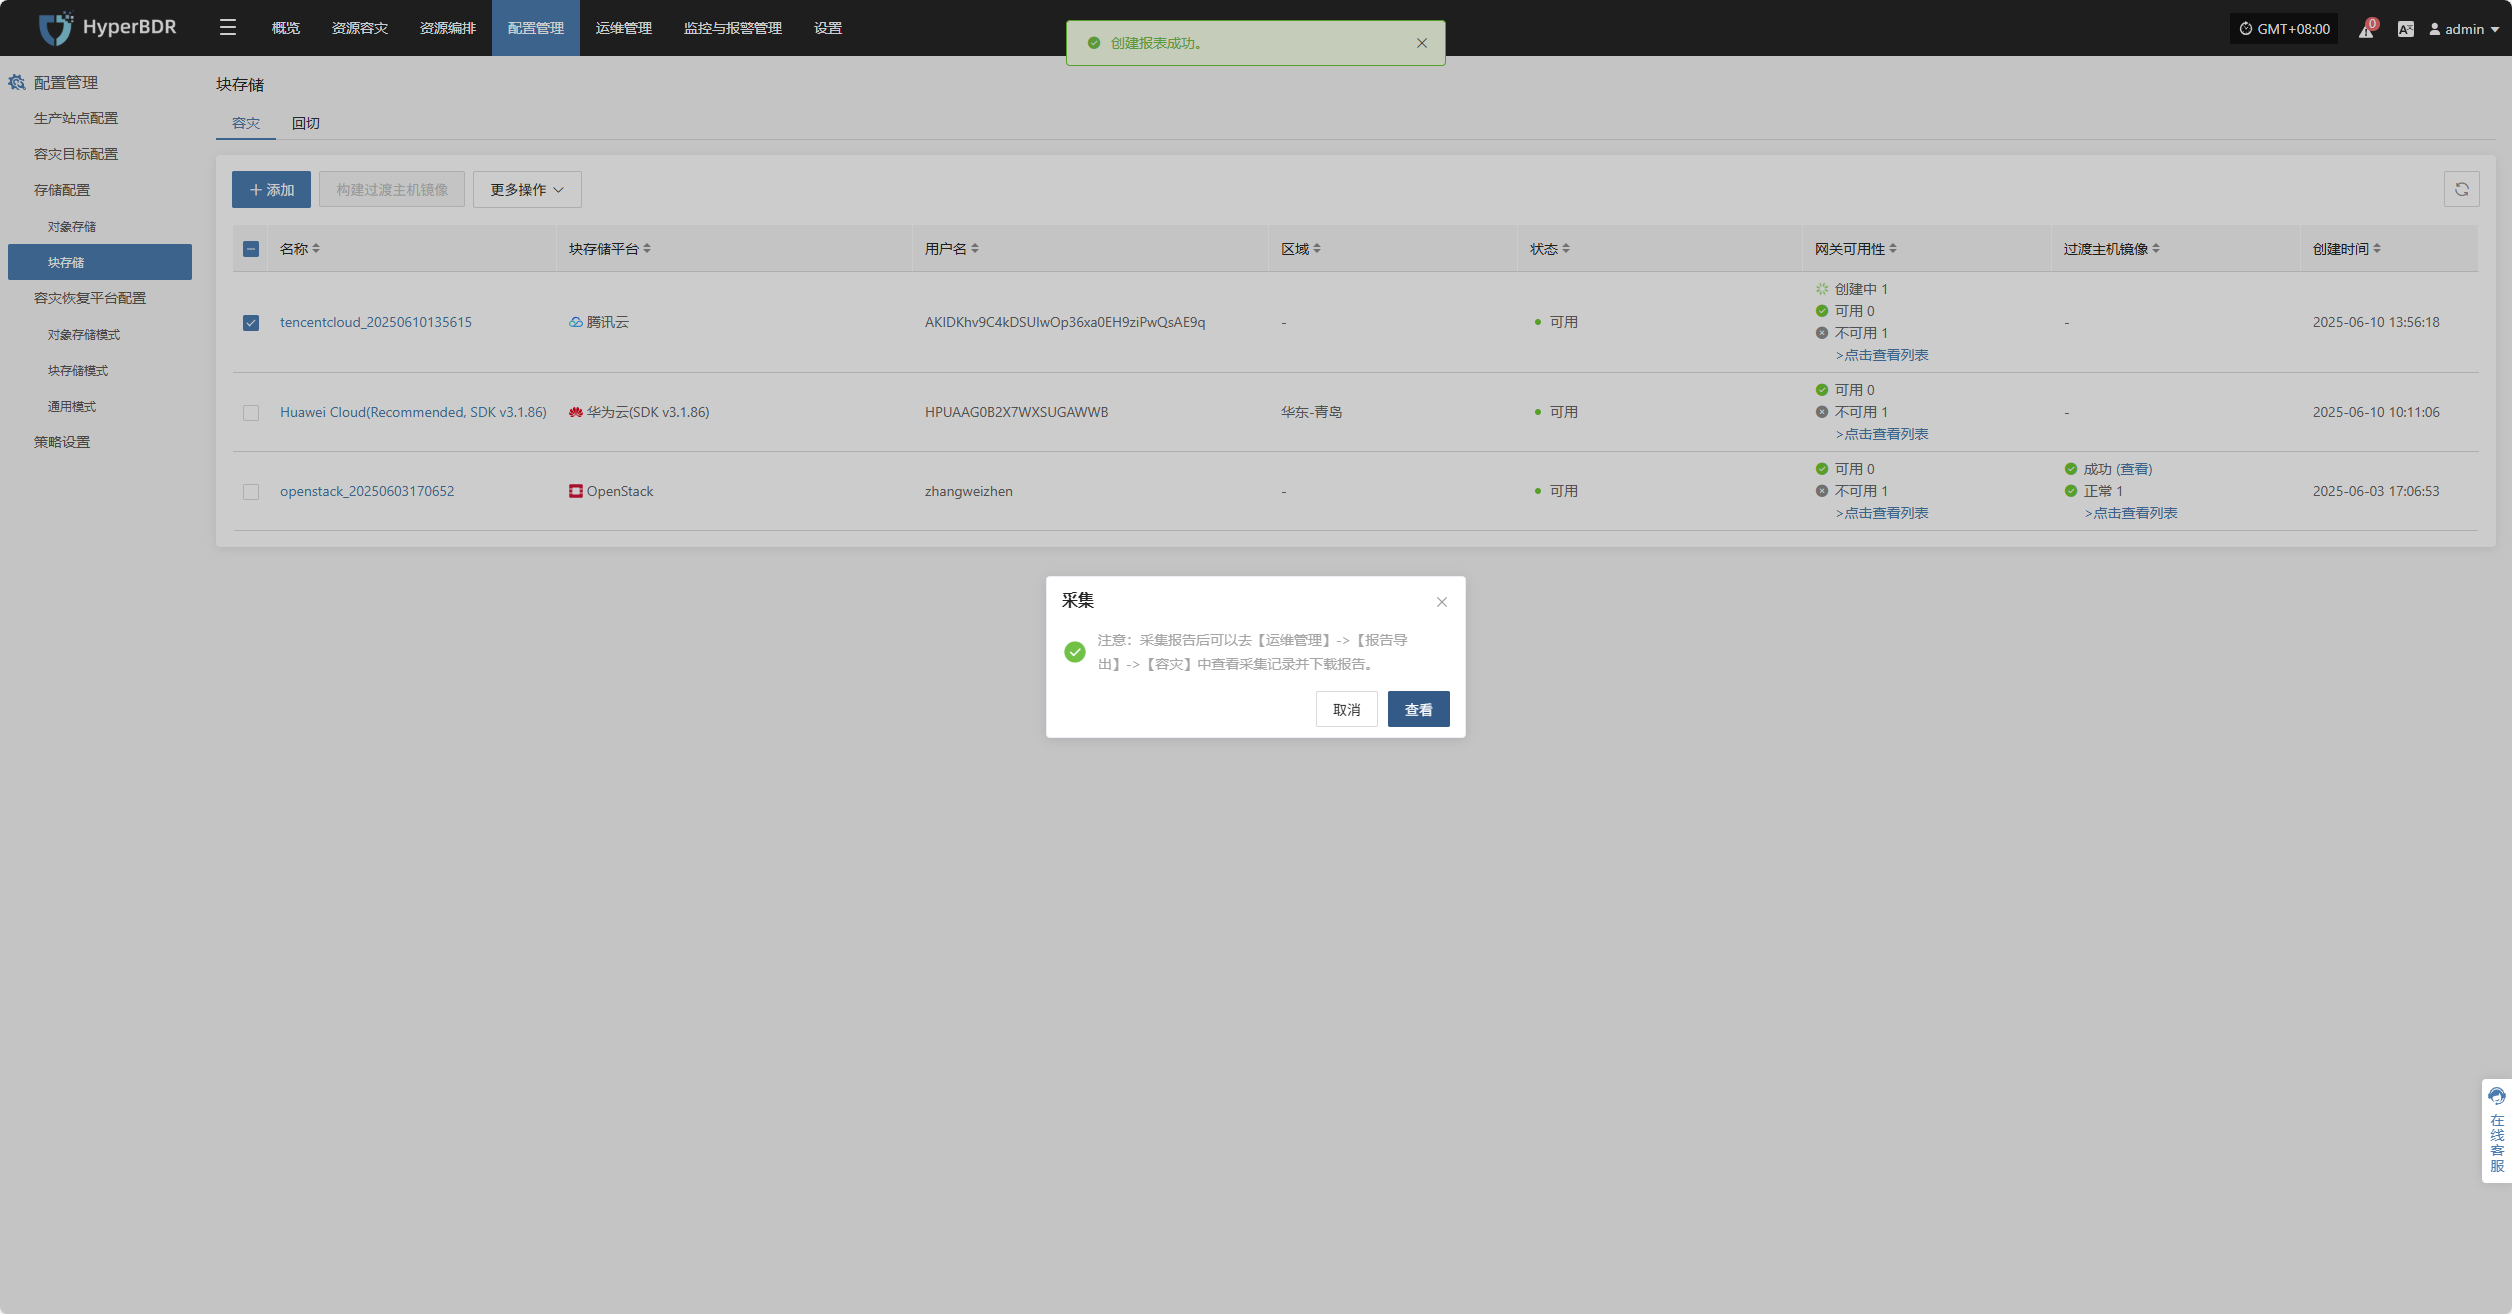 HyperBDR
概览
资源容灾
资源编排
配置管理
运维管理
监控与报警管理
设置
创建报表成功。
GMT+08:00
0
admin
配置管理
生产站点配置
容灾目标配置
存储配置
对象存储
块存储
容灾恢复平台配置
对象存储模式
块存储模式
通用模式
策略设置
块存储
容灾
回切
添加
构建过渡主机镜像
更多操作
名称
块存储平台
用户名
区域
状态
网关可用性
过渡主机镜像
创建时间
tencentcloud_20250610135615
腾讯云
AKIDKhv9C4kDSUIwOp36xa0EH9ziPwQsAE9q
-
可用
创建中 1
可用 0
不可用 1
>点击查看列表
-
2025-06-10 13:56:18
Huawei Cloud(Recommended, SDK v3.1.86)
华为云(SDK v3.1.86)
HPUAAG0B2X7WXSUGAWWB
华东-青岛
可用
可用 0
不可用 1
>点击查看列表
-
2025-06-10 10:11:06
openstack_20250603170652
OpenStack
zhangweizhen
-
可用
可用 0
不可用 1
>点击查看列表
成功 (查看)
正常 1
>点击查看列表
2025-06-03 17:06:53
采集
注意：采集报告后可以去【运维管理】->【报告导
出】->【容灾】中查看采集记录并下载报告。
取消
查看
在线客服